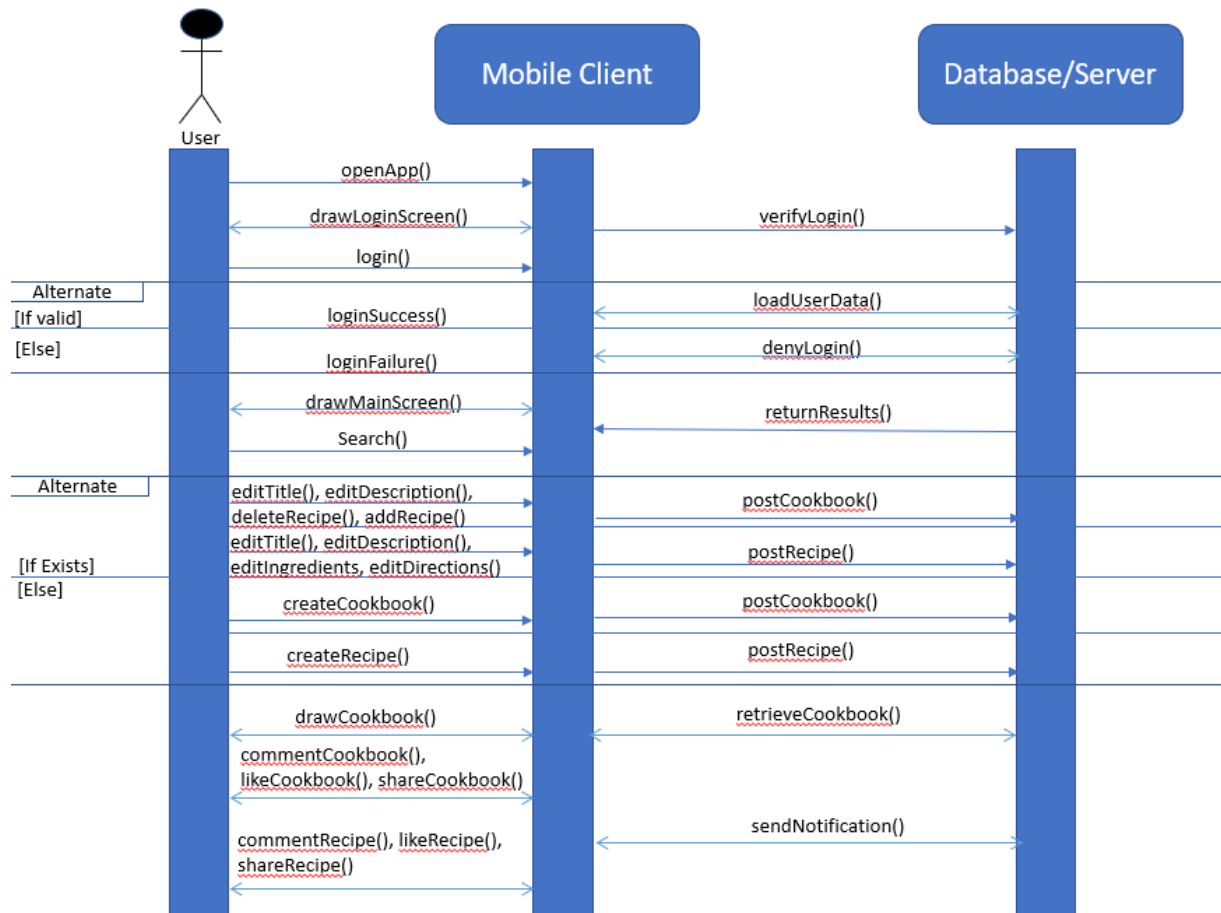 Mobile Client
Database/Server
User
openApp()
drawLoginScreen()
verifyLogin()
login()
Alternate
loadUserData()
[If valid]
loginSuccess()
[Else]
denyLogin()
loginFailure()
drawMainScreen()
returnResults()
Search()
Alternate
editTitle(), editDescription(),
deleteRecipe(), addRecipe()
postCookbook()
editTitle(), editDescription(),
editIngredients, editDirections()
postRecipe()
[If Exists]
[Else]
createCookbook()
postCookbook()
createRecipe()
postRecipe()
drawCookbook()
retrieveCookbook()
commentCookbook(),
likeCookbook(), shareCookbook()
sendNotification()
commentRecipe(), likeRecipe(),
shareRecipe()